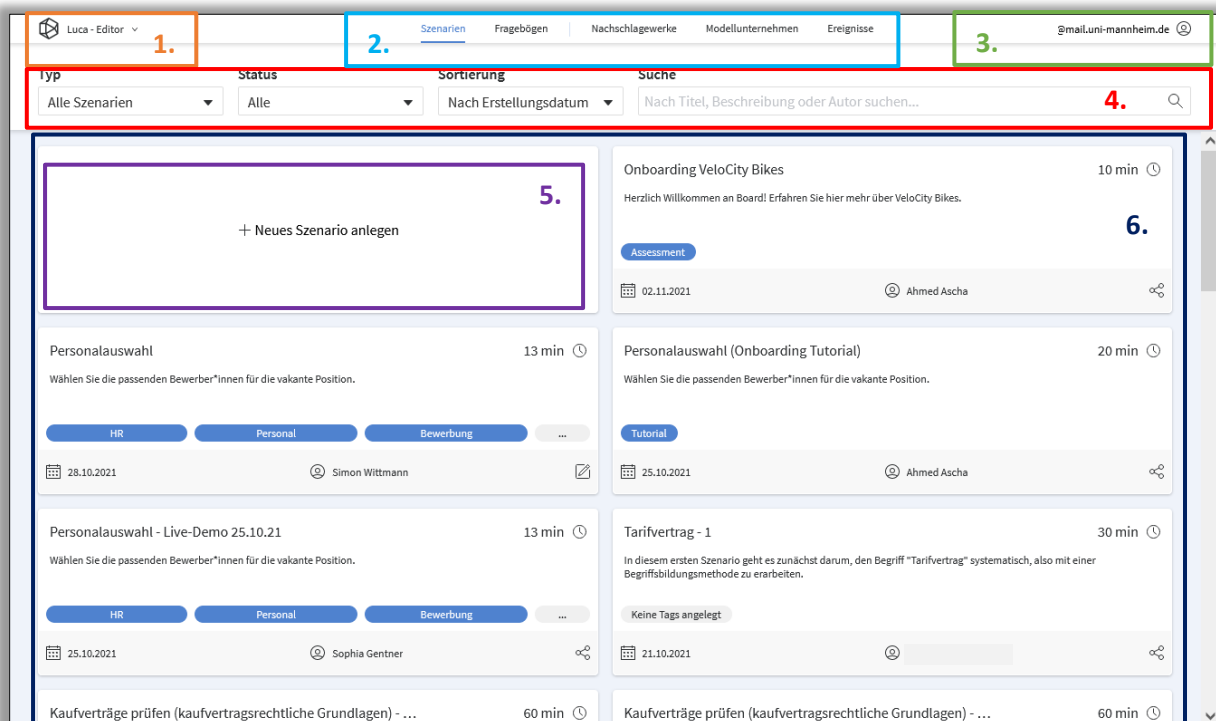 Luca - Editor
1.
2.
Szenarien
Fragebögen
Nachschlagewerke
Modellunternehmen
Ereignisse
3.
@mail.uni-mannheim.de
Typ
Status
Sortierung
Suche
Alle Szenarien
Alle
Nach Erstellungsdatum
Nach Titel, Beschreibung oder Autor suchen...
4.
5.
+ Neues Szenario anlegen
Onboarding VeloCity Bikes
10 min
Herzlich Willkommen an Board! Erfahren Sie hier mehr über VeloCity Bikes.
6.
Assessment
02.11.2021
Ahmed Ascha
Personalauswahl
13 min
Wählen Sie die passenden Bewerber*innen für die vakante Position.
HR
Personal
Bewerbung
...
28.10.2021
Simon Wittmann
Personalauswahl (Onboarding Tutorial)
20 min
Wählen Sie die passenden Bewerber*innen für die vakante Position.
Tutorial
25.10.2021
Ahmed Ascha
Personalauswahl - Live-Demo 25.10.21
13 min
Wählen Sie die passenden Bewerber*innen für die vakante Position.
HR
Personal
Bewerbung
...
25.10.2021
Sophia Gentner
Tarifvertrag - 1
30 min
In diesem ersten Szenario geht es zunächst darum, den Begriff "Tarifvertrag" systematisch, also mit einer
Begriffsbildungsmethode zu erarbeiten.
Keine Tags angelegt
21.10.2021
Kaufverträge prüfen (kaufvertragsrechtliche Grundlagen) - ...
60 min
Kaufverträge prüfen (kaufvertragsrechtliche Grundlagen) - ...
60 min